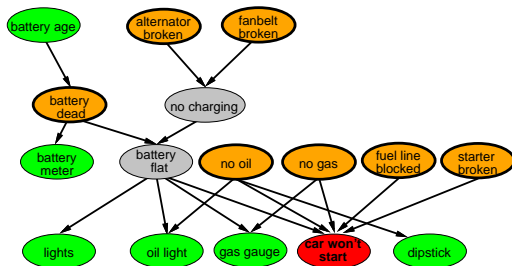 battery age
alternator
broken
fanbelt
broken
battery
dead
no charging
battery
meter
battery
flat
no oil
no gas
fuel line
blocked
starter
broken
lights
oil light
gas gauge
car won't
start
dipstick